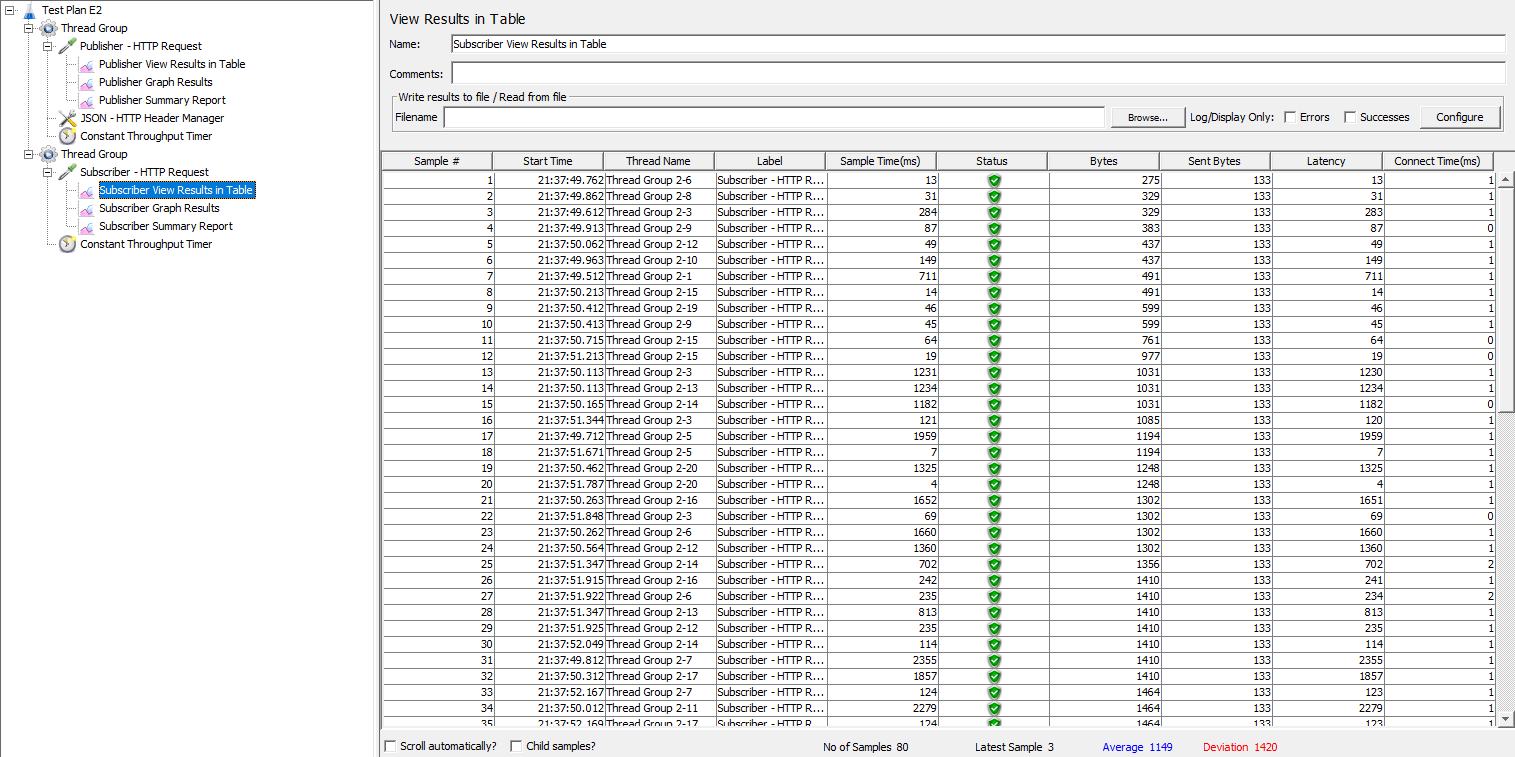 Test Plan E2
Thread Group
Publisher - HTTP Request
Publisher View Results in Table
Publisher Graph Results
Publisher Summary Report
JSON - HTTP Header Manager
Constant Throughput Timer
Thread Group
Subscriber - HTTP Request
Subscriber View Results in Table
Subscriber Graph Results
Subscriber Summary Report
Constant Throughput Timer
View Results in Table
Name: Subscriber View Results in Table
Comments:
Write results to file / Read from file
Filename Browse... Log/Display Only: Errors Successes Configure
Sample # Start Time Thread Name Label Sample Time(ms) Status Bytes Sent Bytes Latency Connect Time(ms)
1 21:37:49.762 Thread Group 2-6 Subscriber - HTTP R... 13 275 133 13 1
2 21:37:49.862 Thread Group 2-8 Subscriber - HTTP R... 31 329 133 31 1
3 21:37:49.612 Thread Group 2-3 Subscriber - HTTP R... 284 329 133 283 1
4 21:37:49.913 Thread Group 2-9 Subscriber - HTTP R... 87 383 133 87 0
5 21:37:50.062 Thread Group 2-12 Subscriber - HTTP R... 49 437 133 49 1
6 21:37:49.963 Thread Group 2-10 Subscriber - HTTP R... 149 437 133 149 1
7 21:37:49.512 Thread Group 2-1 Subscriber - HTTP R... 711 491 133 711 1
8 21:37:50.213 Thread Group 2-15 Subscriber - HTTP R... 14 491 133 14 1
9 21:37:50.412 Thread Group 2-19 Subscriber - HTTP R... 46 599 133 46 1
10 21:37:50.413 Thread Group 2-9 Subscriber - HTTP R... 45 599 133 45 1
11 21:37:50.715 Thread Group 2-15 Subscriber - HTTP R... 64 761 133 64 0
12 21:37:51.213 Thread Group 2-15 Subscriber - HTTP R... 19 977 133 19 0
13 21:37:50.113 Thread Group 2-3 Subscriber - HTTP R... 1231 1031 133 1230 1
14 21:37:50.113 Thread Group 2-13 Subscriber - HTTP R... 1234 1031 133 1234 1
15 21:37:50.165 Thread Group 2-14 Subscriber - HTTP R... 1182 1031 133 1182 0
16 21:37:51.344 Thread Group 2-3 Subscriber - HTTP R... 121 1085 133 120 1
17 21:37:49.712 Thread Group 2-5 Subscriber - HTTP R... 1959 1194 133 1959 1
18 21:37:51.671 Thread Group 2-5 Subscriber - HTTP R... 7 1194 133 7 1
19 21:37:50.462 Thread Group 2-20 Subscriber - HTTP R... 1325 1248 133 1325 1
20 21:37:51.787 Thread Group 2-20 Subscriber - HTTP R... 4 1248 133 4 1
21 21:37:50.263 Thread Group 2-16 Subscriber - HTTP R... 1652 1302 133 1651 1
22 21:37:51.848 Thread Group 2-3 Subscriber - HTTP R... 69 1302 133 69 0
23 21:37:50.262 Thread Group 2-6 Subscriber - HTTP R... 1660 1302 133 1660 1
24 21:37:50.564 Thread Group 2-12 Subscriber - HTTP R... 1360 1302 133 1360 1
25 21:37:51.347 Thread Group 2-14 Subscriber - HTTP R... 702 1356 133 702 2
26 21:37:51.915 Thread Group 2-16 Subscriber - HTTP R... 242 1410 133 241 1
27 21:37:51.922 Thread Group 2-6 Subscriber - HTTP R... 235 1410 133 234 2
28 21:37:51.347 Thread Group 2-13 Subscriber - HTTP R... 813 1410 133 813 1
29 21:37:51.925 Thread Group 2-12 Subscriber - HTTP R... 235 1410 133 235 1
30 21:37:52.049 Thread Group 2-14 Subscriber - HTTP R... 114 1410 133 114 1
31 21:37:49.812 Thread Group 2-7 Subscriber - HTTP R... 2355 1410 133 2355 1
32 21:37:50.312 Thread Group 2-17 Subscriber - HTTP R... 1857 1410 133 1857 1
33 21:37:52.167 Thread Group 2-7 Subscriber - HTTP R... 124 1464 133 123 1
34 21:37:50.012 Thread Group 2-11 Subscriber - HTTP R... 2279 1464 133 2279 1
35 21:37:52.169 Thread Group 2-17 Subscriber - HTTP R... 124 1464 133 123 1
Scroll automatically? Child samples? No of Samples 80 Latest Sample 3 Average 1149 Deviation 1420